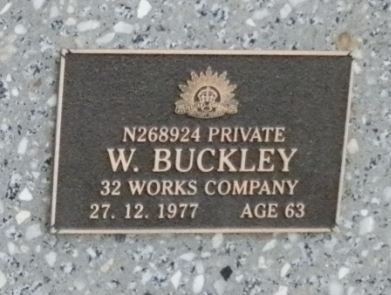 N268924 PRIVATE
W. BUCKLEY
32 WORKS COMPANY
27. 12. 1977 AGE 63